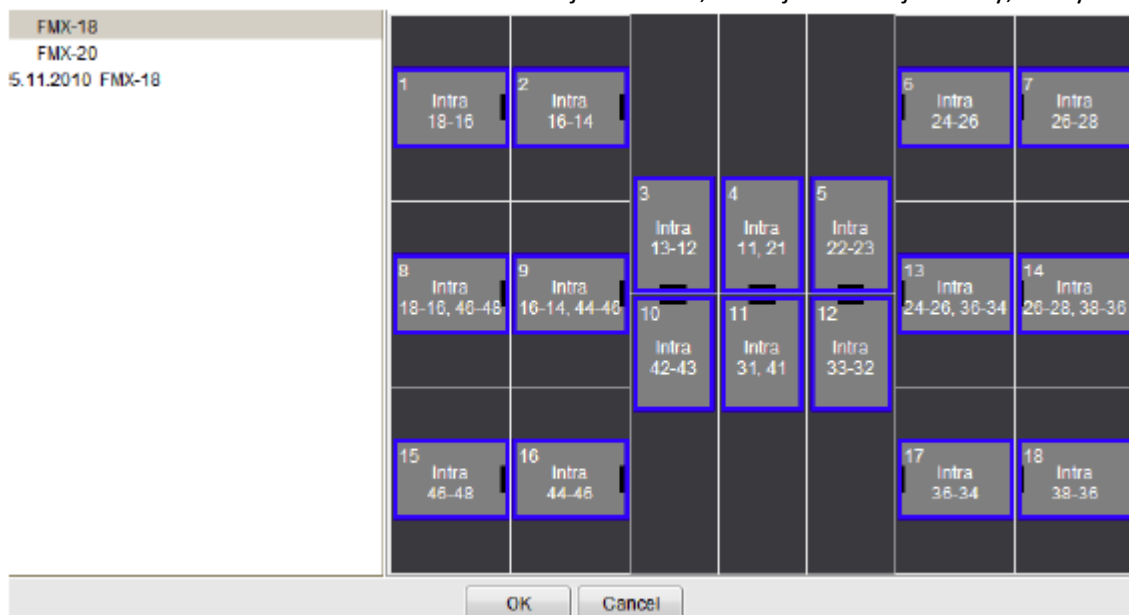 FMX-18
FMX-20
5.11.2010 FMX-18
1
Intra
18-16
2
Intra
16-14
6
Intra
24-26
7
Intra
26-28
3
Intra
13-12
4
Intra
11, 21
5
Intra
22-23
8
Intra
18-16, 46-48
9
Intra
16-14, 44-46
13
Intra
24-26, 36-34
14
Intra
26-28, 38-36
10
Intra
42-43
11
Intra
31, 41
12
Intra
33-32
15
Intra
46-48
16
Intra
44-46
17
Intra
36-34
18
Intra
38-36
OK
Cancel